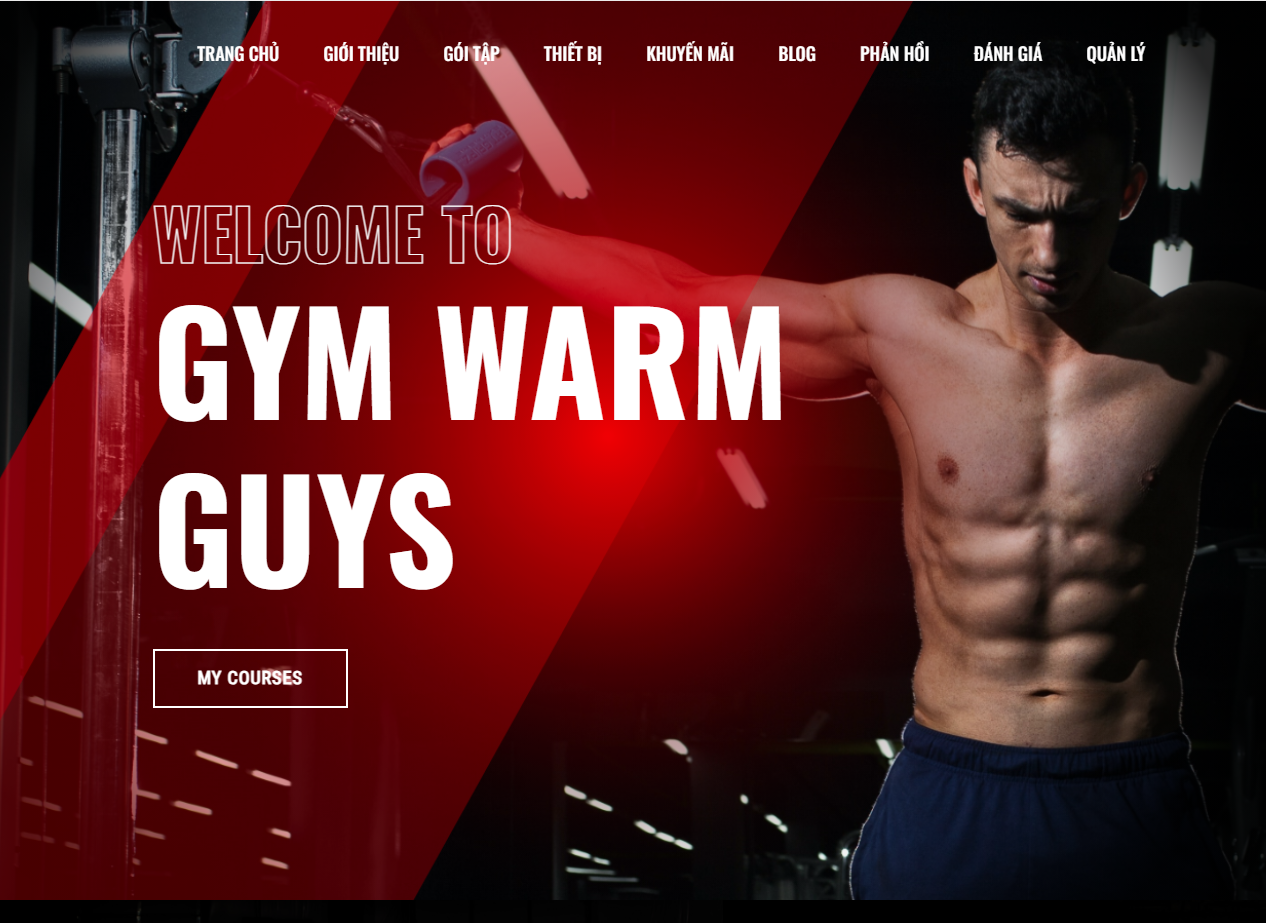 TRANG CHỦ GIỚI THIỆU GÓI TẬP THIẾT BỊ KHUYẾN MÃI BLOG PHẢN HỒI ĐÁNH GIÁ QUẢN LÝ
WELCOME TO
GYM WARM
GUYS
MY COURSES